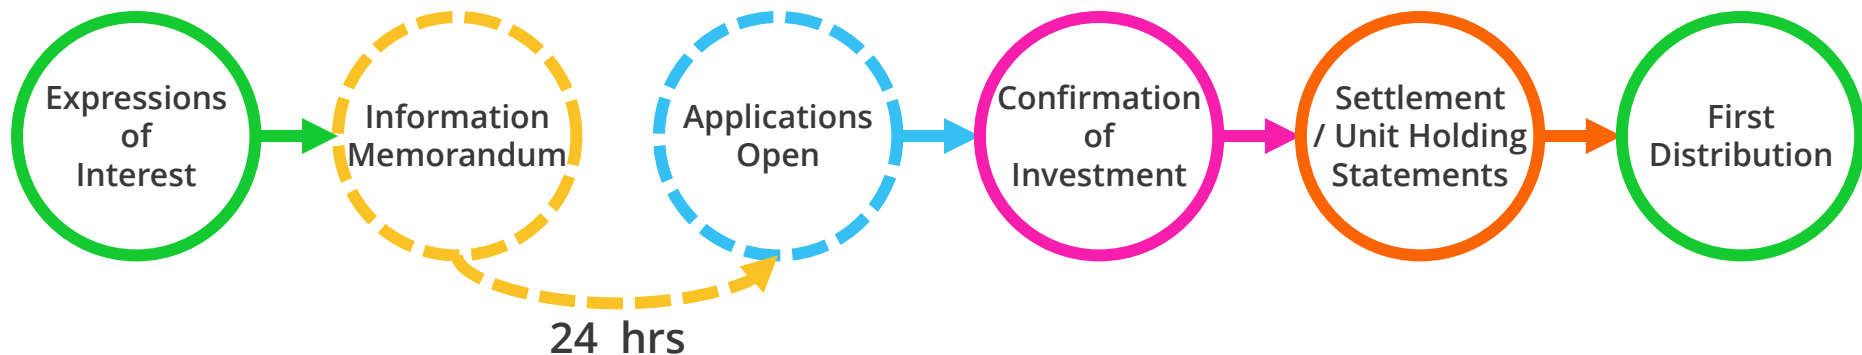 Expressions
of
Interest
Information
Memorandum
Applications
Open
Confirmation
of
Investment
Settlement
/ Unit Holding
Statements
First
Distribution
24 hrs